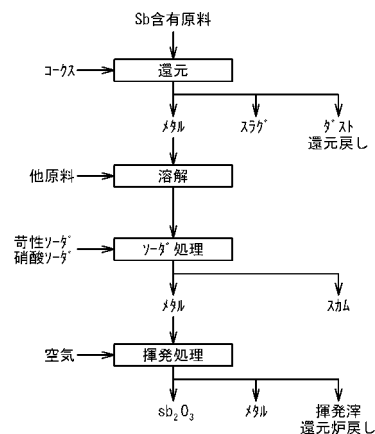 Sb含有原料
コークス
還元
メタル
スラグ
ダスト
還元戻し
他原料
溶解
苛性ソーダ
硝酸ソーダ
ソーダ処理
メタル
スカム
空気
揮発処理
sb₂O₃
メタル
揮発滓
還元炉戻し